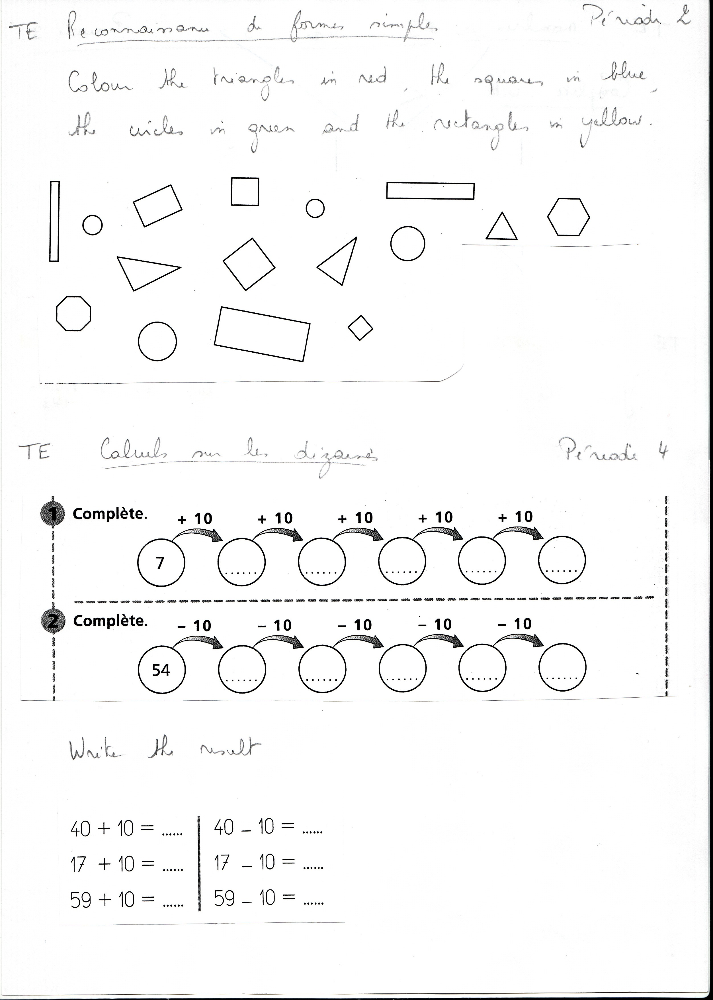 TE Reconnaissance de formes simples Période 2
Colour the triangles in red, the squares in blue,
the circles in green and the rectangles in yellow.
TE Calculs sur les dizaines Période 4
1 Complète.
+ 10 + 10 + 10 + 10 + 10
7 ...... ...... ...... ...... ......
2 Complète.
– 10 – 10 – 10 – 10 – 10
54 ...... ...... ...... ...... ......
Write the result
40 + 10 = ...... 40 – 10 = ......
17 + 10 = ...... 17 – 10 = ......
59 + 10 = ...... 59 – 10 = ......